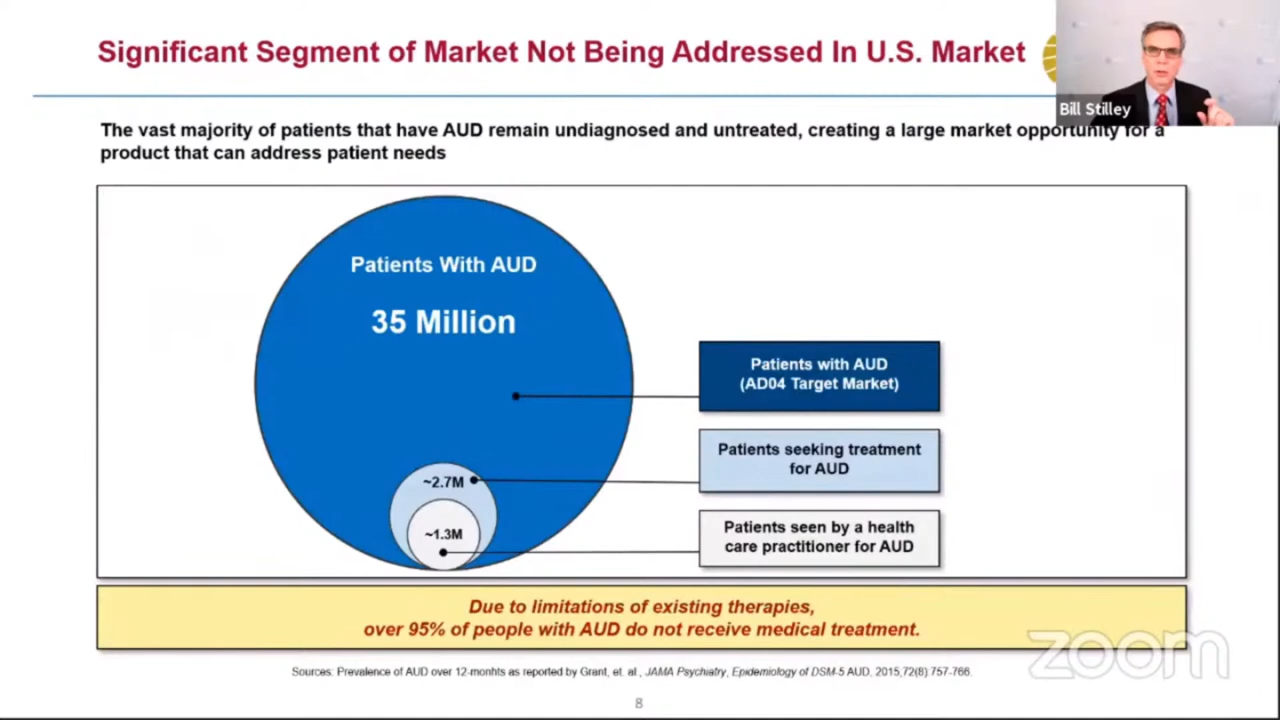 Significant Segment of Market Not Being Addressed In U.S. Market
Bill Stilley
The vast majority of patients that have AUD remain undiagnosed and untreated, creating a large market opportunity for a
product that can address patient needs
Patients With AUD
35 Million
Patients with AUD
(AD04 Target Market)
Patients seeking treatment
for AUD
~2.7M
Patients seen by a health
care practitioner for AUD
~1.3M
Due to limitations of existing therapies,
over 95% of people with AUD do not receive medical treatment.
zoom
Sources: Prevalence of AUD over 12-monhts as reported by Grant, et. al., JAMA Psychiatry, Epidemiology of DSM-5 AUD, 2015;72(8):757-766.
8